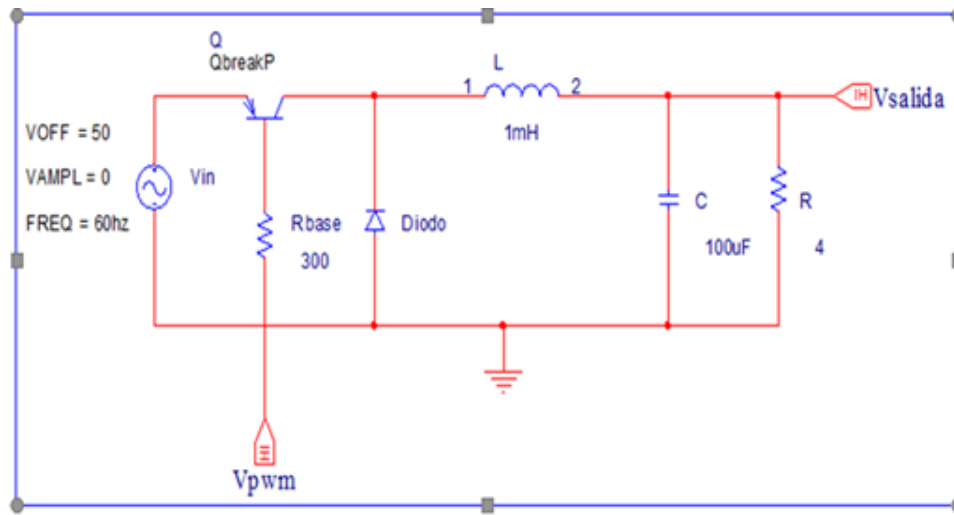 Q
QbreakP
L
1
2
1mH
Vsalida
VOFF = 50
VAMPL = 0
FREQ = 60hz
Vin
Rbase
300
Diodo
C
100uF
R
4
Vpwm